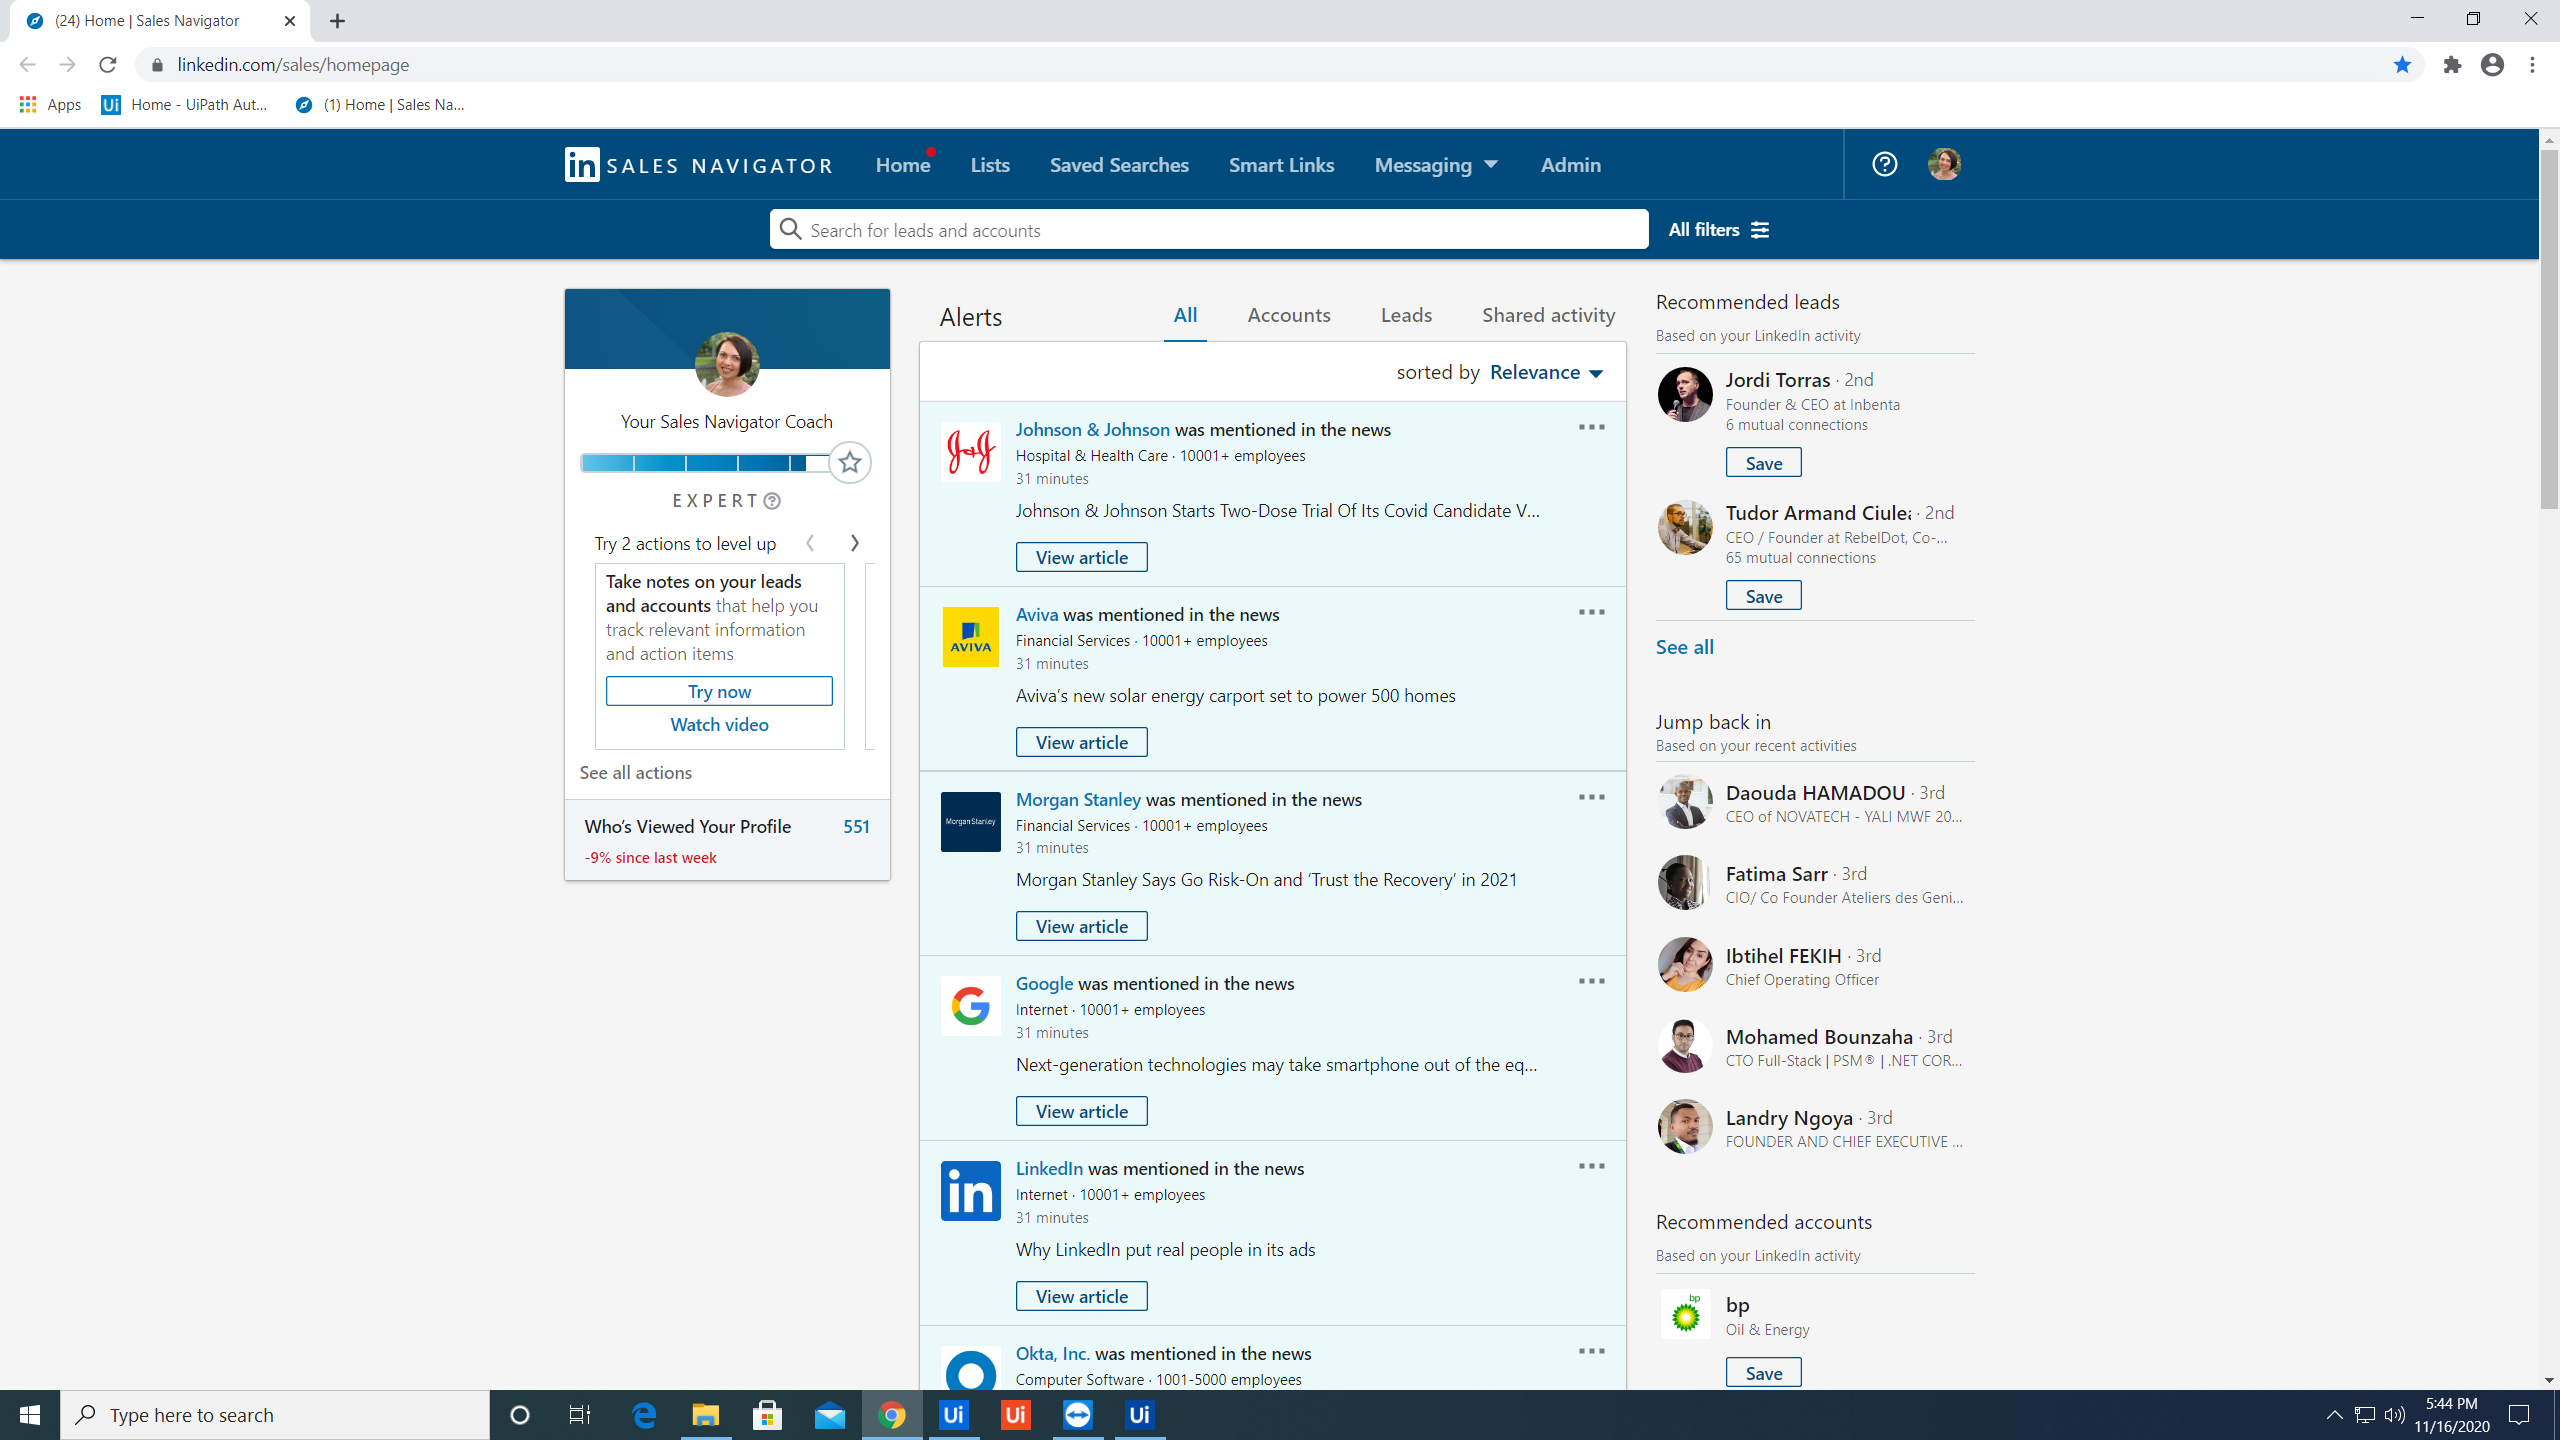 (24) Home | Sales Navigator
linkedin.com/sales/homepage
Apps
Home - UiPath Aut...
(1) Home | Sales Na...
in SALES NAVIGATOR
Home
Lists
Saved Searches
Smart Links
Messaging
Admin
Search for leads and accounts
All filters
Your Sales Navigator Coach
EXPERT
Try 2 actions to level up
Take notes on your leads
and accounts that help you
track relevant information
and action items
Try now
Watch video
See all actions
Who's Viewed Your Profile 551
-9% since last week
Alerts
All
Accounts
Leads
Shared activity
sorted by Relevance
Johnson & Johnson was mentioned in the news
Hospital & Health Care · 10001+ employees
31 minutes
Johnson & Johnson Starts Two-Dose Trial Of Its Covid Candidate V...
View article
AVIVA
Aviva was mentioned in the news
Financial Services · 10001+ employees
31 minutes
Aviva's new solar energy carport set to power 500 homes
View article
Morgan Stanley
Morgan Stanley was mentioned in the news
Financial Services · 10001+ employees
31 minutes
Morgan Stanley Says Go Risk-On and ‘Trust the Recovery’ in 2021
View article
Google was mentioned in the news
Internet · 10001+ employees
31 minutes
Next-generation technologies may take smartphone out of the eq...
View article
in
LinkedIn was mentioned in the news
Internet · 10001+ employees
31 minutes
Why LinkedIn put real people in its ads
View article
Okta, Inc. was mentioned in the news
Computer Software · 1001-5000 employees
Recommended leads
Based on your LinkedIn activity
Jordi Torras · 2nd
Founder & CEO at Inbenta
6 mutual connections
Save
Tudor Armand Ciulea · 2nd
CEO / Founder at RebelDot, Co-...
65 mutual connections
Save
See all
Jump back in
Based on your recent activities
Daouda HAMADOU · 3rd
CEO of NOVATECH - YALI MWF 20...
Fatima Sarr · 3rd
CIO/ Co Founder Ateliers des Geni...
Ibtihel FEKIH · 3rd
Chief Operating Officer
Mohamed Bounzaha · 3rd
CTO Full-Stack | PSM® | .NET COR...
Landry Ngoya · 3rd
FOUNDER AND CHIEF EXECUTIVE ...
Recommended accounts
Based on your LinkedIn activity
bp
bp
Oil & Energy
Save
Type here to search
Ui
Ui
Ui
5:44 PM
11/16/2020